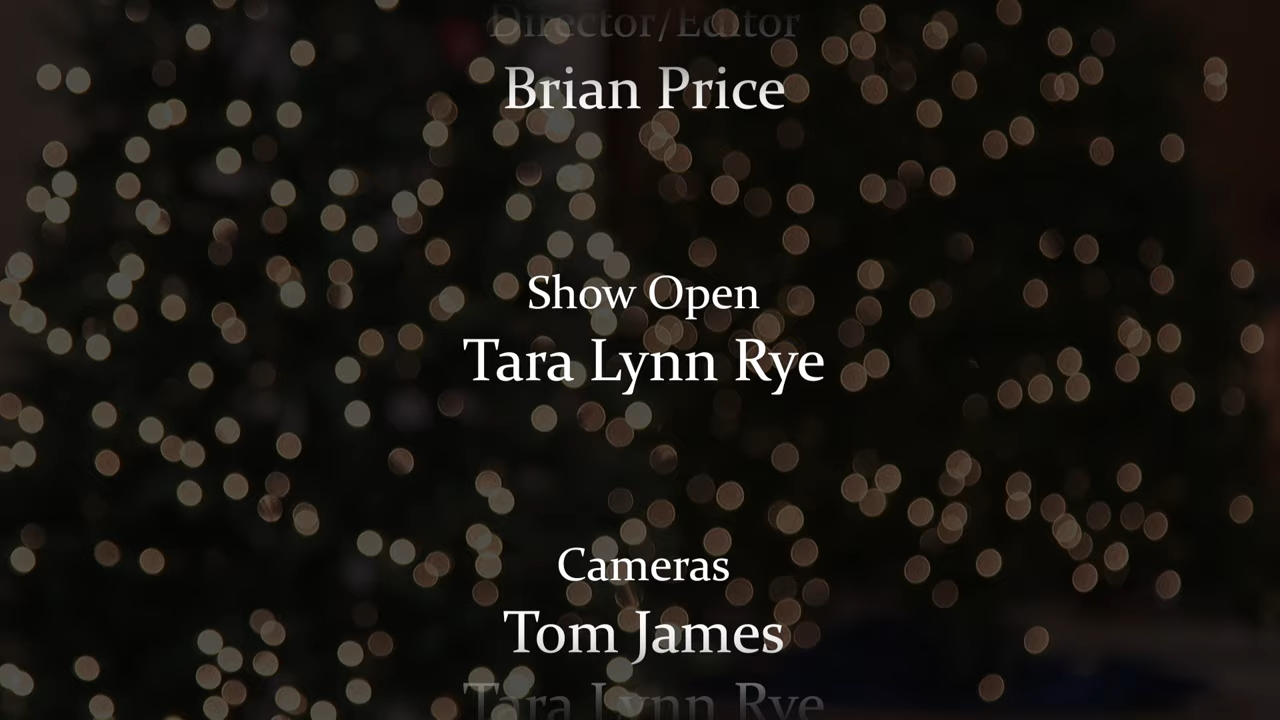 Director/Editor
Brian Price
Show Open
Tara Lynn Rye
Cameras
Tom James
Tara Lynn Rye